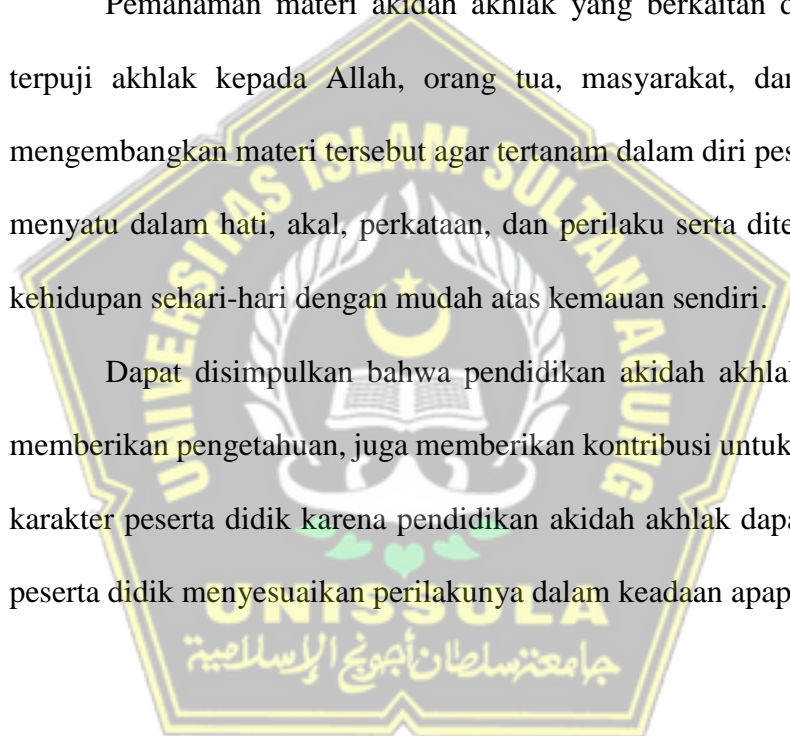 Pemahaman materi akidah akhlak yang berkaitan d
terpuji akhlak kepada Allah, orang tua, masyarakat, dan
mengembangkan materi tersebut agar tertanam dalam diri pes
menyatu dalam hati, akal, perkataan, dan perilaku serta dite
kehidupan sehari-hari dengan mudah atas kemauan sendiri.
Dapat disimpulkan bahwa pendidikan akidah akhlak
memberikan pengetahuan, juga memberikan kontribusi untuk
karakter peserta didik karena pendidikan akidah akhlak dapa
peserta didik menyesuaikan perilakunya dalam keadaan apap
UNIVERSITAS ISLAM SULTAN AGUNG
UNISSULA
جامعة سلطان أجونج الإسلامية